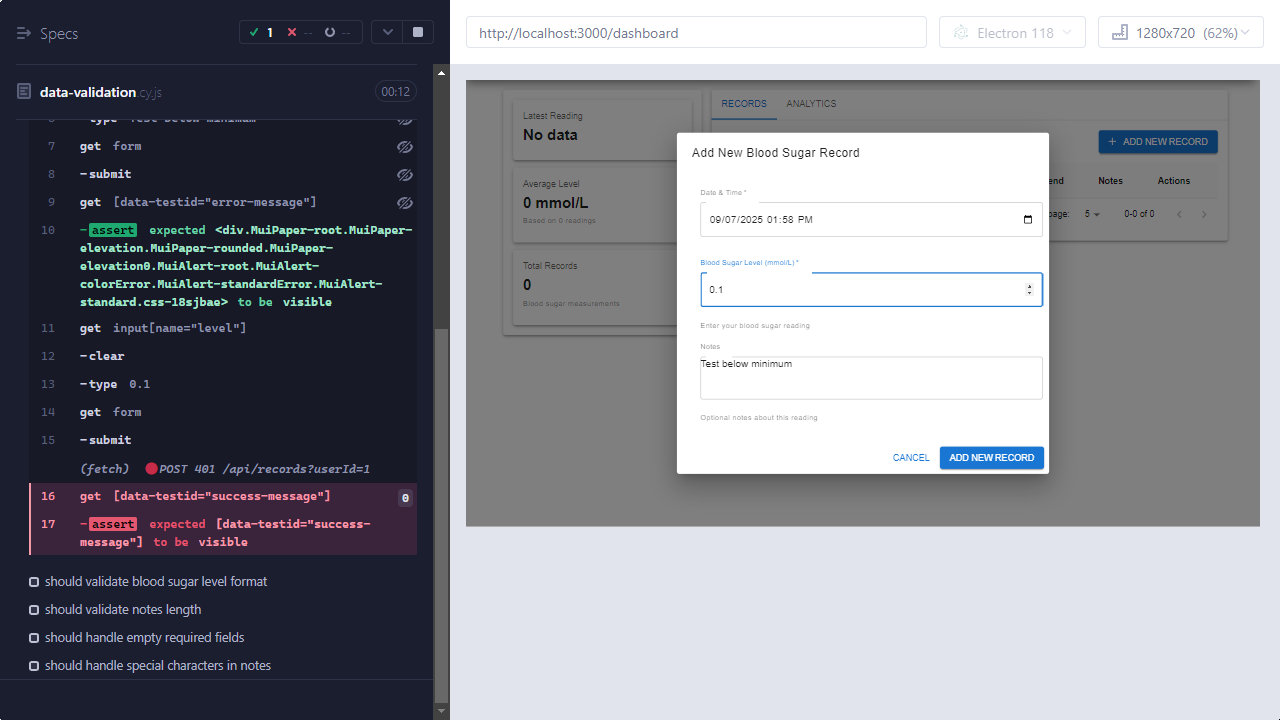 Specs
1
--
--
data-validation.cy.js
00:12
6 -type Test below minimum
7 get form
8 -submit
9 get [data-testid="error-message"]
10 -assert expected <div.MuiPaper-root.MuiPaper-
elevation.MuiPaper-rounded.MuiPaper-
elevation0.MuiAlert-root.MuiAlert-
colorError.MuiAlert-standardError.MuiAlert-
standard.css-18sjbae> to be visible
11 get input[name="level"]
12 -clear
13 -type 0.1
14 get form
15 -submit
(fetch) POST 401 /api/records?userId=1
16 get [data-testid="success-message"] 0
17 -assert expected [data-testid="success-
message"] to be visible
should validate blood sugar level format
should validate notes length
should handle empty required fields
should handle special characters in notes
http://localhost:3000/dashboard
Electron 118
1280x720 (62%)
Latest Reading
No data
Average Level
0 mmol/L
Based on 0 readings
Total Records
0
Blood sugar measurements
RECORDS ANALYTICS
+ ADD NEW RECORD
end Notes Actions
page: 5 0-0 of 0
Add New Blood Sugar Record
Date & Time *
09/07/2025 01:58 PM
Blood Sugar Level (mmol/L) *
0.1
Enter your blood sugar reading
Notes
Test below minimum
Optional notes about this reading
CANCEL ADD NEW RECORD